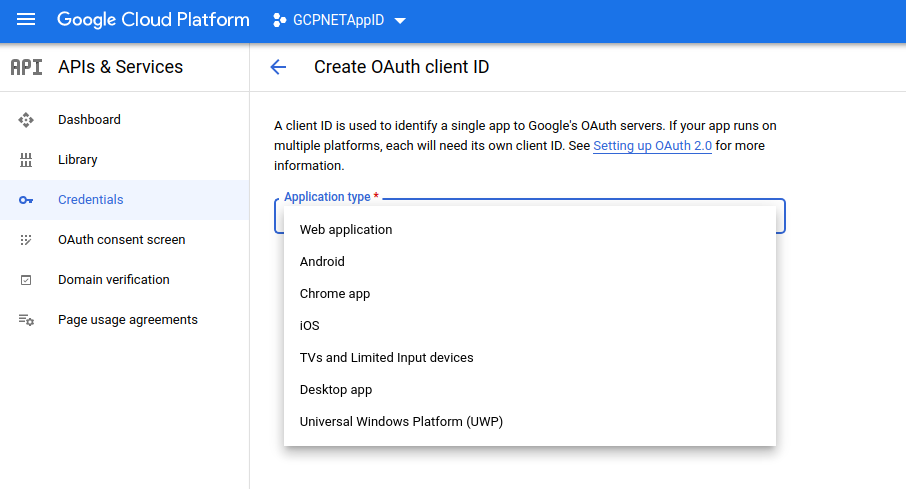 Google Cloud Platform
GCPNETAppID
API
APIs & Services
Create OAuth client ID
Dashboard
Library
Credentials
OAuth consent screen
Domain verification
Page usage agreements
A client ID is used to identify a single app to Google's OAuth servers. If your app runs on
multiple platforms, each will need its own client ID. See Setting up OAuth 2.0 for more
information.
Application type *
Web application
Android
Chrome app
iOS
TVs and Limited Input devices
Desktop app
Universal Windows Platform (UWP)